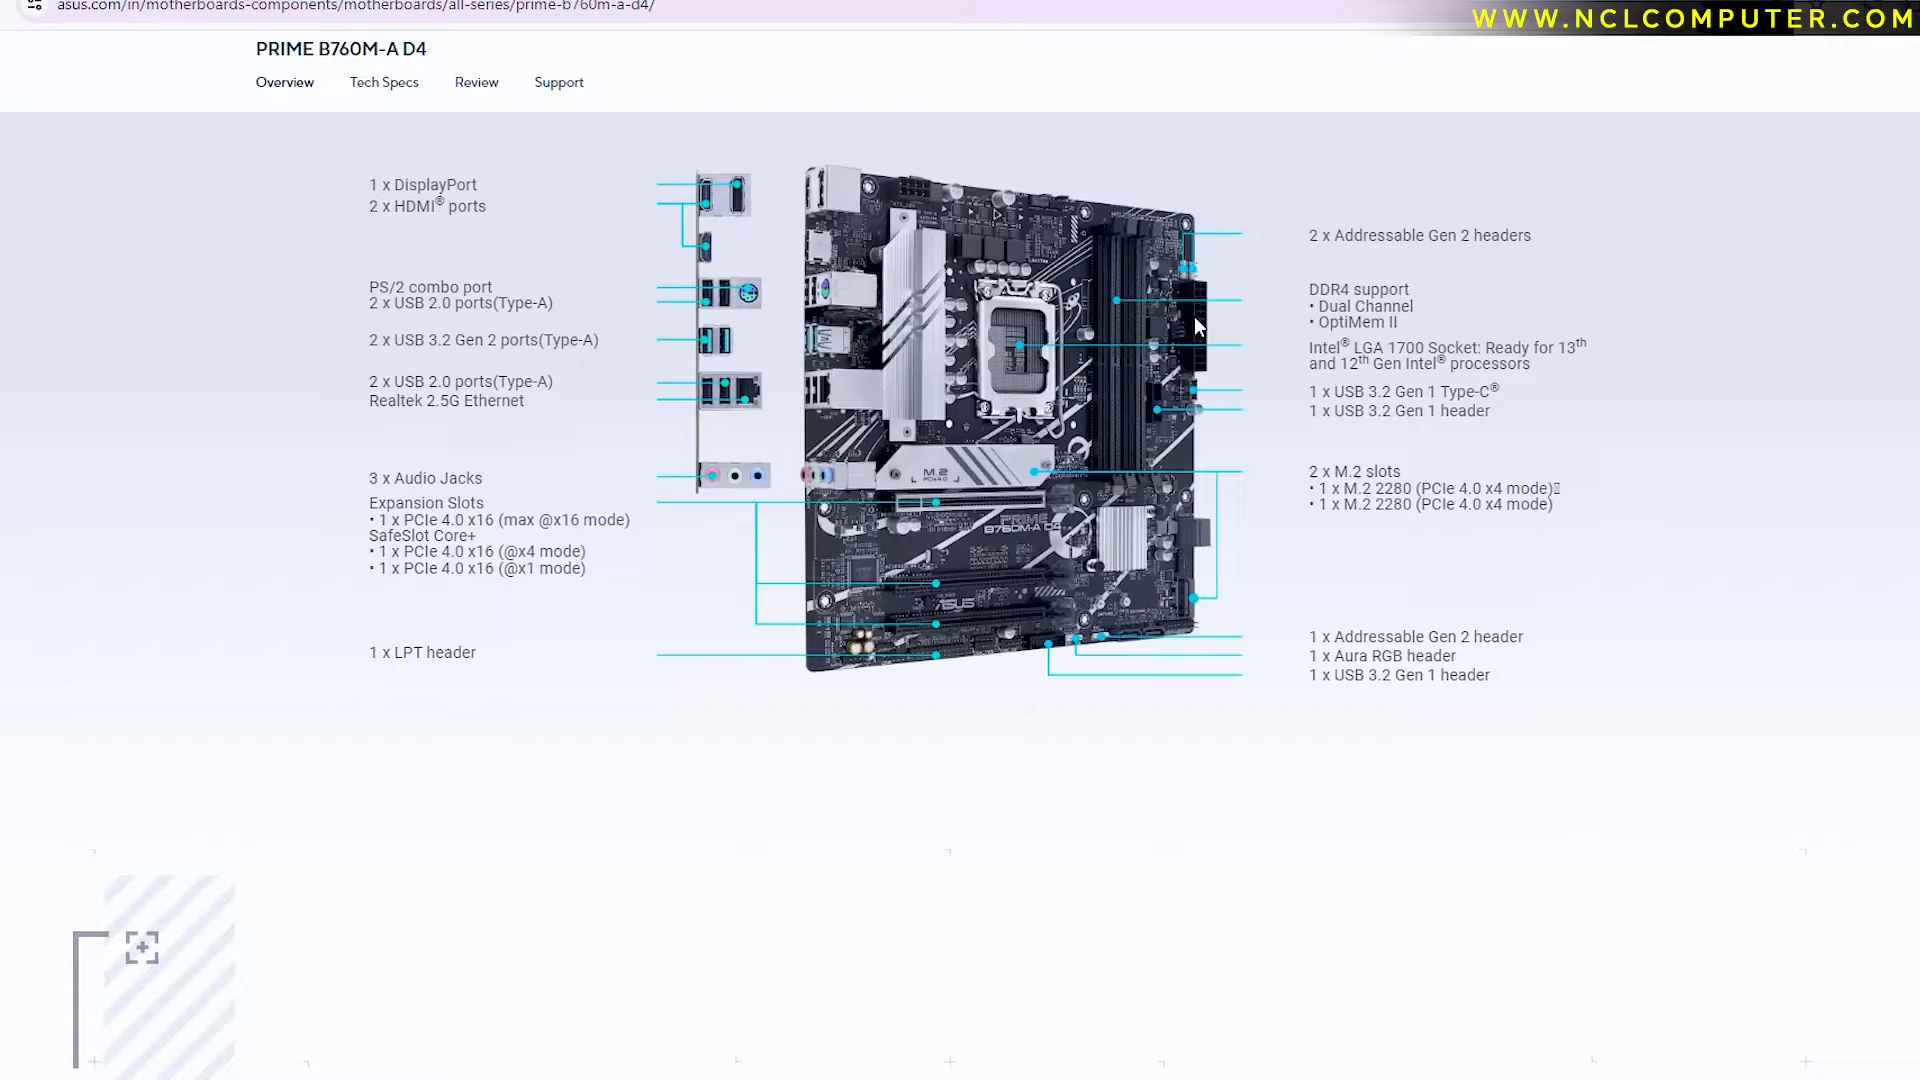 asus.com/in/motherboards-components/motherboards/all-series/prime-b760m-a-d4/
WWW.NCLCOMPUTER.COM
PRIME B760M-A D4
Overview
Tech Specs
Review
Support
1 x DisplayPort
2 x HDMI® ports
PS/2 combo port
2 x USB 2.0 ports(Type-A)
2 x USB 3.2 Gen 2 ports(Type-A)
2 x USB 2.0 ports(Type-A)
Realtek 2.5G Ethernet
3 x Audio Jacks
Expansion Slots
• 1 x PCIe 4.0 x16 (max @x16 mode)
SafeSlot Core+
• 1 x PCIe 4.0 x16 (@x4 mode)
• 1 x PCIe 4.0 x16 (@x1 mode)
1 x LPT header
M.2
PCIe4.0
PRIME
B760M-A D4
ASUS
2 x Addressable Gen 2 headers
DDR4 support
• Dual Channel
• OptiMem II
Intel® LGA 1700 Socket: Ready for 13th
and 12th Gen Intel® processors
1 x USB 3.2 Gen 1 Type-C®
1 x USB 3.2 Gen 1 header
2 x M.2 slots
• 1 x M.2 2280 (PCIe 4.0 x4 mode)
• 1 x M.2 2280 (PCIe 4.0 x4 mode)
1 x Addressable Gen 2 header
1 x Aura RGB header
1 x USB 3.2 Gen 1 header